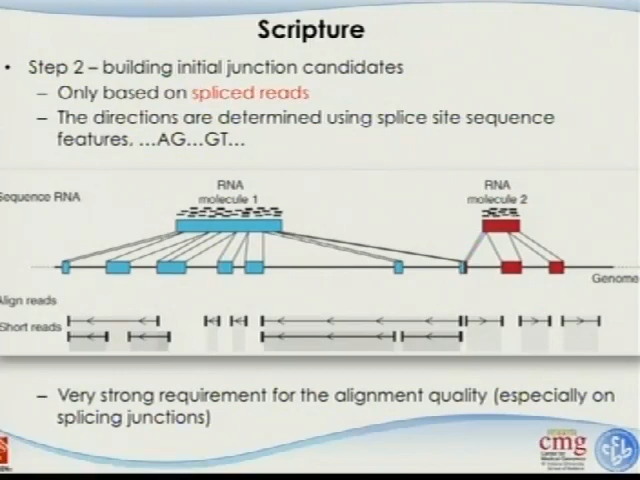 Scripture
• Step 2 – building initial junction candidates
– Only based on spliced reads
– The directions are determined using splice site sequence
features, …AG…GT…
RNA
molecule 1
RNA
molecule 2
Sequence RNA
Genome
Align reads
Short reads
– Very strong requirement for the alignment quality (especially on
splicing junctions)
cmg